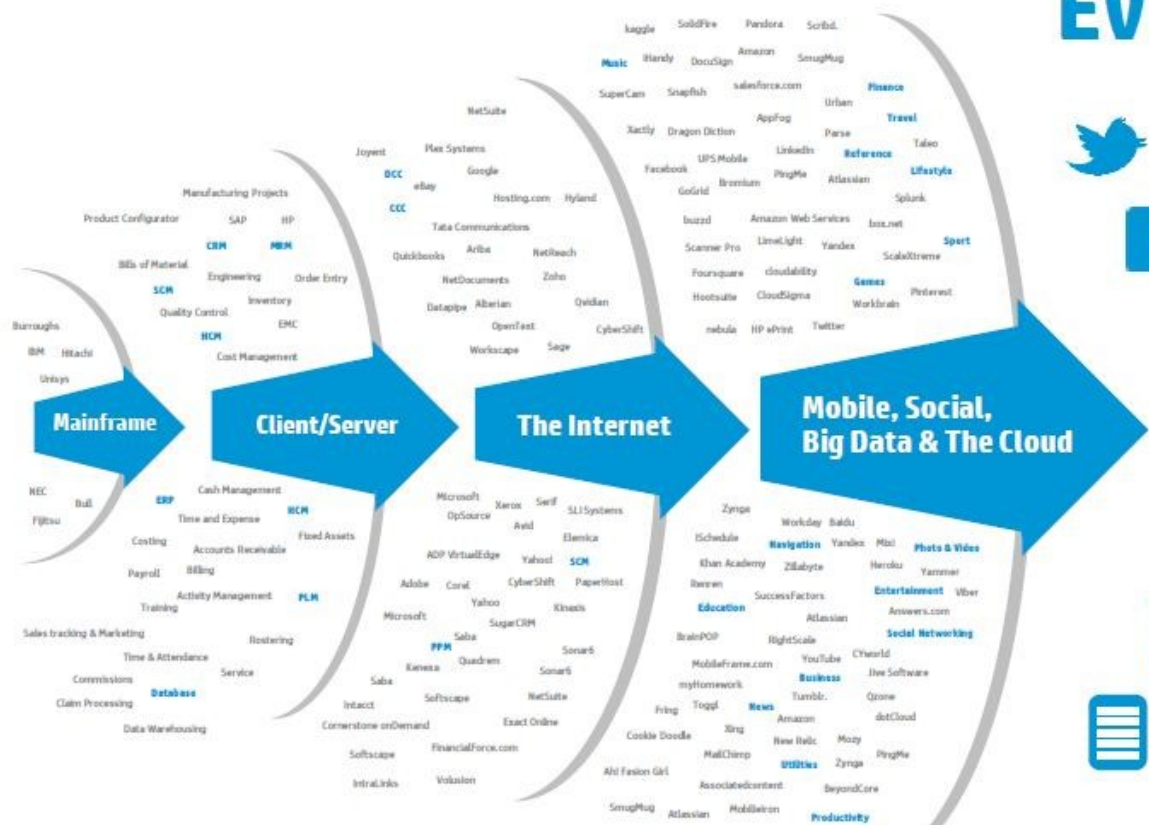 EV
kaggle SolidFire Pandora Scribd.
Music iHandy DocuSign Amazon SmugMug
SuperCam Snapfish salesforce.com Finance
Urban
Xactly Dragon Diction AppFog Parse Travel
Facebook UPS Mobile LinkedIn Reference Taleo
GoGrid Bromium PingMe Atlassian Lifestyle
Splunk
buzzd Amazon Web Services box.net
Scanner Pro LimeLight Yandex Sport
ScaleXtreme
Foursquare cloudability Games
Hootsuite CloudSigma Workbrain Pinterest
nebula HP ePrint Twitter
NetSuite
Joyent Plex Systems
DCC Google
eBay
CCC Hosting.com Hyland
Tata Communications
Quickbooks Ariba NetReach
NetDocuments Zoho
Datapipe Alterian Qvidian
OpenText CyberShift
Workscape Sage
Manufacturing Projects
Product Configurator SAP HP
CRM MRM
Bills of Material Engineering Order Entry
SCM Inventory
Quality Control EMC
HCM
Cost Management
Burroughs
IBM Hitachi
Unisys
Mainframe
Client/Server
The Internet
Mobile, Social,
Big Data & The Cloud
NEC Bull
Fijitsu
ERP Cash Management
HCM
Time and Expense
Costing Fixed Assets
Accounts Receivable
Payroll Billing
Activity Management PLM
Training
Sales tracking & Marketing Rostering
Time & Attendance
Commissions Service
Claim Processing Database
Data Warehousing
Microsoft Xerox Serif
OpSource SLI Systems
Avid
Elemica
ADP VirtualEdge Yahoo! SCM
Adobe Corel CyberShift PaperHost
Yahoo Kinaxis
Microsoft SugarCRM
Saba
PPM Sonar6
Kenexa Quadrem
Saba Sonar6
Intacct Softscape NetSuite
Cornerstone onDemand Exact Online
Softscape FinancialForce.com
IntraLinks Volusion
Zynga
Workday Baidu
iSchedule Navigation Yandex Mixi Photo & Video
Khan Academy Zillabyte Heroku Yammer
Renren Entertainment Viber
Education SuccessFactors
Answers.com
Atlassian
BrainPOP RightScale Social Networking
MobileFrame.com YouTube CYworld
Business Jive Software
myHomework Tumblr. Qzone
Fring Toggl News Amazon dotCloud
Cookie Doodle Xing New Relic Mozy
MailChimp PingMe
Ah! Fasion Girl Utilities Zynga
Associatedcontent BeyondCore
SmugMug Atlassian MobileIron Productivity